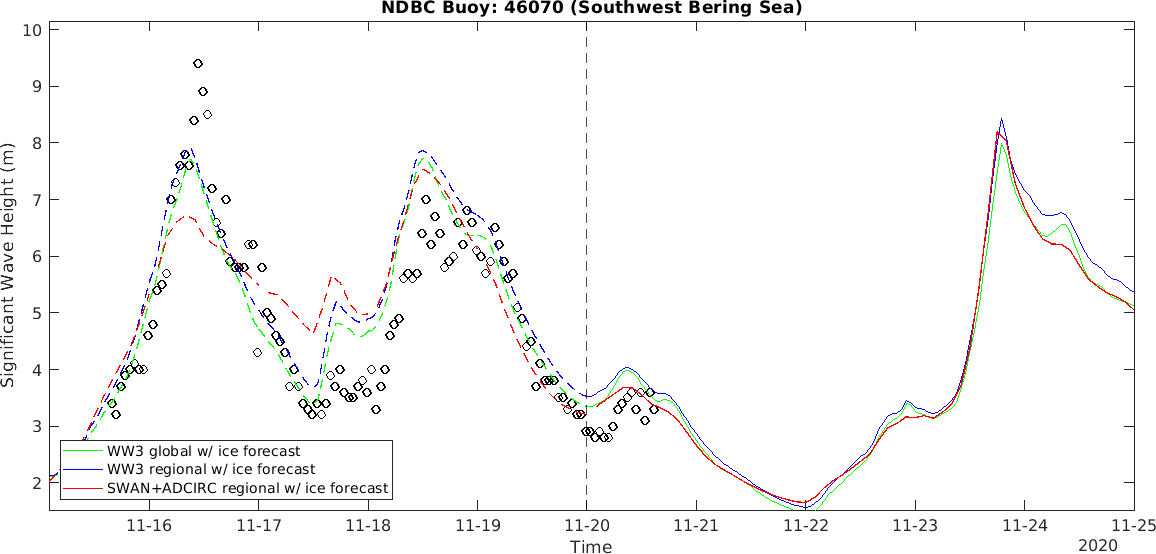 NDBC Buoy: 46070 (Southwest Bering Sea)
Significant Wave Height (m)
10
9
8
7
6
5
4
3
2
WW3 global w/ ice forecast
WW3 regional w/ ice forecast
SWAN+ADCIRC regional w/ ice forecast
11-16 11-17 11-18 11-19 11-20 11-21 11-22 11-23 11-24 11-25
Time
2020